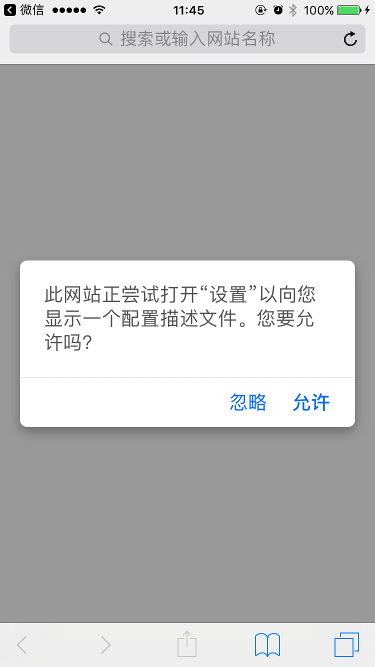 微信 11:45 100%
搜索或输入网站名称
此网站正尝试打开“设置”以向您
显示一个配置描述文件。您要允
许吗?
忽略 允许